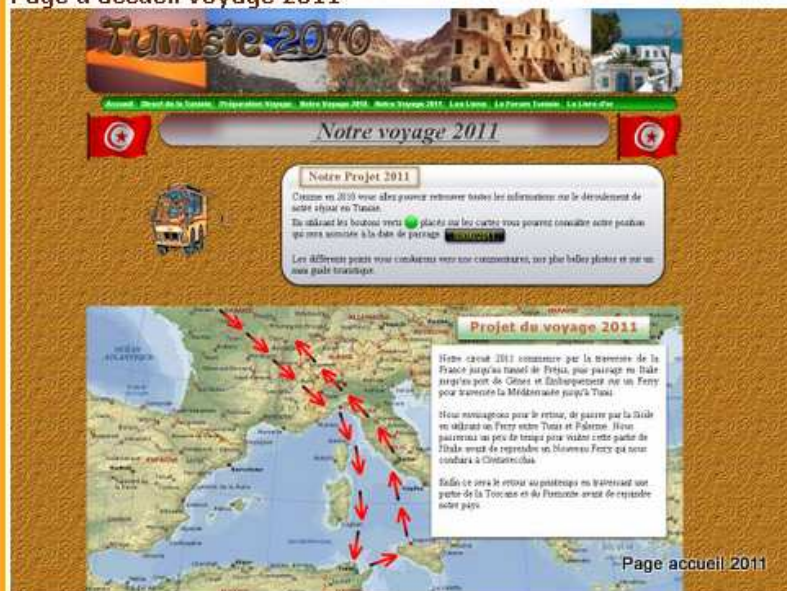 Page d'accueil voyage 2011
Tunisie 2010
Accueil Direct de la Tunisie Préparation Voyage Notre Voyage 2010 Notre Voyage 2011 Les Liens Le Forum Tunisie Le Livre d'or
Notre voyage 2011
Notre Projet 2011
Comme en 2010 vous allez pouvoir retrouver toutes les informations sur le déroulement de
notre séjour en Tunisie.
En utilisant les boutons verts placés sur les cartes vous pourrez connaître notre position
qui sera associée à la date de passage.
Les différents points vous conduiront vers nos commentaires, nos plus belles photos et sur un
mini guide touristique.
Projet du voyage 2011
Notre circuit 2011 commence par la traversée de la
France jusqu'au tunnel de Fréjus, puis passage en Italie
jusqu'au port de Gênes et Embarquement sur un Ferry
pour traversée la Méditerranée jusqu'à Tunis.
Nous envisageons pour le retour, de passer par la Sicile
en utilisant un Ferry entre Tunis et Palerme. Nous
passerons un peu de temps pour visiter cette partie de
l'Italie avant de reprendre un Nouveau Ferry qui nous
conduira à Civitavecchia.
Enfin ce sera le retour au printemps en traversant une
partie de la Toscane et du Piemonte avant de rejoindre
notre pays.
OCÉAN
ATLANTIQUE
Barcelona
Tunis
Page accueil 2011